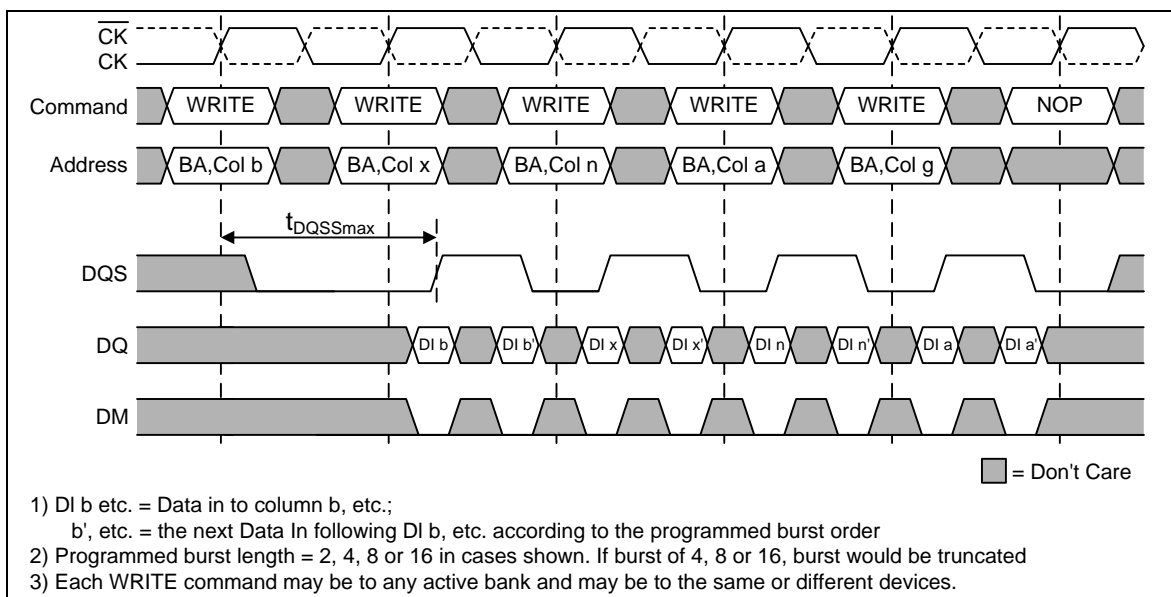 CK
CK
Command WRITE WRITE WRITE WRITE WRITE NOP
Address BA,Col b BA,Col x BA,Col n BA,Col a BA,Col g
tDQSSmax
DQS
DQ DI b DI b' DI x DI x' DI n DI n' DI a DI a'
DM
= Don't Care
1) DI b etc. = Data in to column b, etc.;
b', etc. = the next Data In following DI b, etc. according to the programmed burst order
2) Programmed burst length = 2, 4, 8 or 16 in cases shown. If burst of 4, 8 or 16, burst would be truncated
3) Each WRITE command may be to any active bank and may be to the same or different devices.